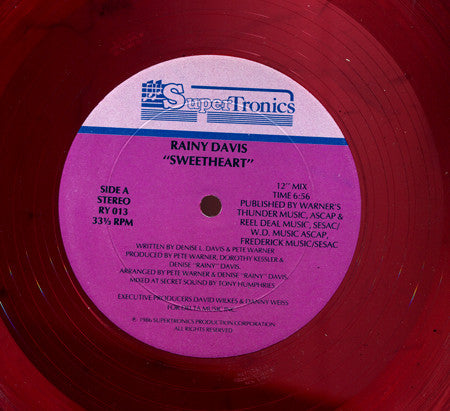 SuperTronics
RAINY DAVIS
"SWEETHEART"
SIDE A
STEREO
RY 013
33⅓ RPM
12" MIX
TIME 6:56
PUBLISHED BY WARNER'S
THUNDER MUSIC, ASCAP &
REEL DEAL MUSIC, SESAC/
W.D. MUSIC ASCAP,
FREDERICK MUSIC/SESAC
WRITTEN BY DENISE L. DAVIS & PETE WARNER
PRODUCED BY PETE WARNER, DOROTHY KESSLER &
DENISE "RAINY" DAVIS.
ARRANGED BY PETE WARNER & DENISE "RAINY" DAVIS.
MIXED AT SECRET SOUND BY TONY HUMPHRIES
EXECUTIVE PRODUCERS DAVID WILKES & DANNY WEISS
MUSIC INC.
℗ 1986 SUPERTRONICS PRODUCTION CORPORATION
ALL RIGHTS RESERVED